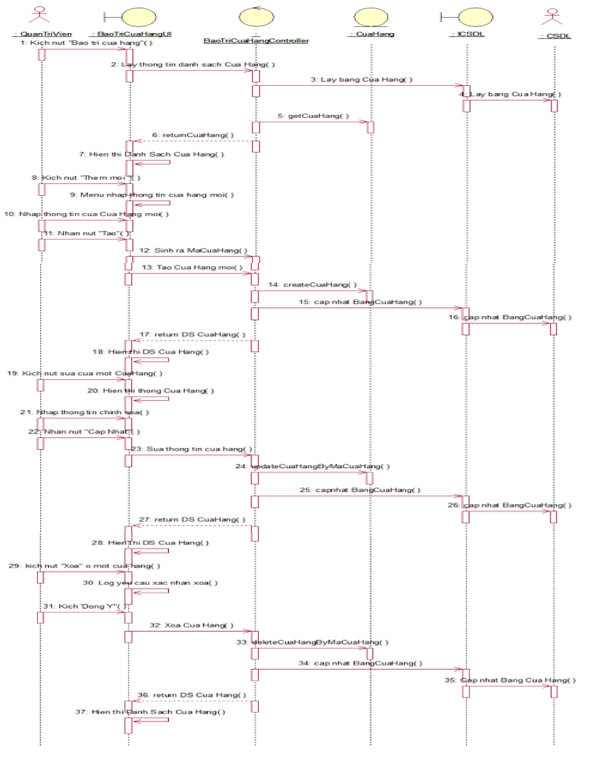 : QuanTriVien
: BaoTriCuaHangUI
:
BaoTriCuaHangController
: CuaHang
: ICSDL
: CSDL
1: Kich nut "Bao tri cua hang"( )
2: Lay thong tin danh sach Cua Hang( )
3: Lay bang Cua Hang( )
4: Lay bang Cua Hang( )
5: getCuaHang( )
6: returnCuaHang( )
7: Hien thi Danh Sach Cua Hang( )
8: Kich nut "Them moi "( )
9: Menu nhap thong tin cua hang moi( )
10: Nhap thong tin cua Cua Hang moi( )
11: Nhan nut "Tao"( )
12: Sinh ra MaCuaHang( )
13: Tao Cua Hang moi( )
14: createCuaHang( )
15: cap nhat BangCuaHang( )
16: cap nhat BangCuaHang( )
17: return DS CuaHang( )
18: Hien thi DS Cua Hang( )
19: Kich nut sua cua mot CuaHang( )
20: Hien thi thong Cua Hang( )
21: Nhap thong tin chinh sua( )
22: Nhan nut "Cap Nhat"( )
23: Sua thong tin cua hang( )
24: updateCuaHangByMaCuaHang( )
25: capnhat BangCuaHang( )
26: cap nhat BangCuaHang( )
27: return DS CuaHang( )
28: Hien thi DS Cua Hang( )
29: kich nut "Xoa" o mot cua hang( )
30: Log yeu cau xac nhan xoa( )
31: Kich 'Dong Y"( )
32: Xoa Cua Hang( )
33: deleteCuaHangByMaCuaHang( )
34: cap nhat BangCuaHang( )
35: Cap nhat Bang Cua Hang( )
36: return DS Cua Hang( )
37: Hien thi Danh Sach Cua Hang( )